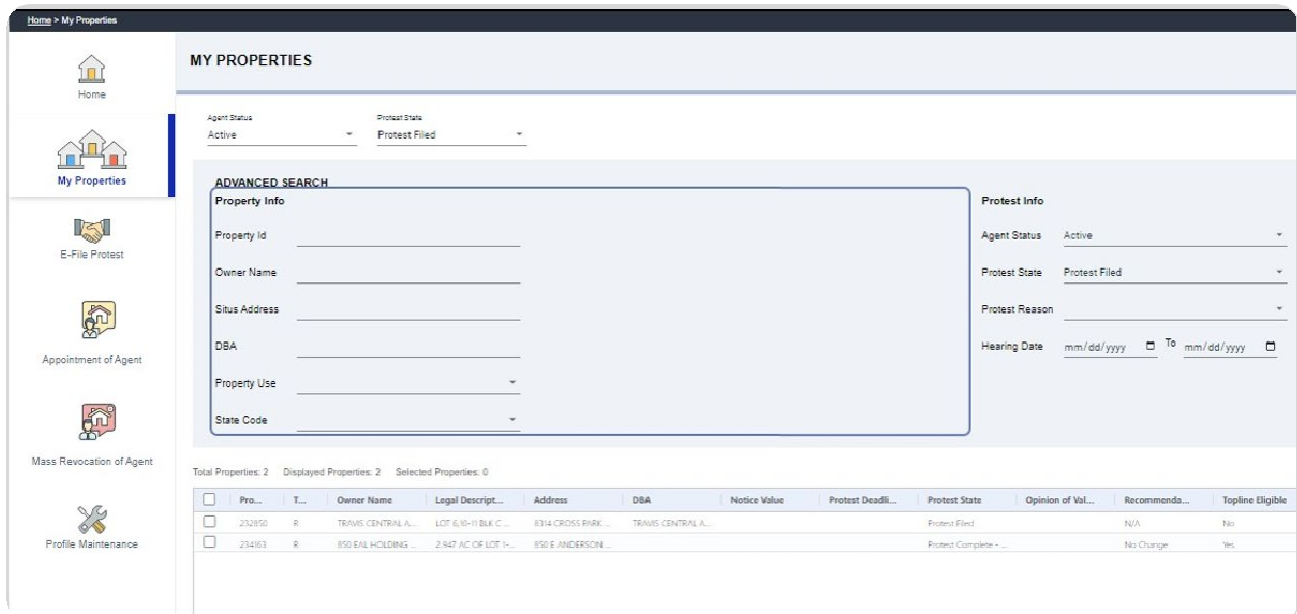 Home > My Properties
Home
My Properties
E-File Protest
Appointment of Agent
Mass Revocation of Agent
Profile Maintenance
MY PROPERTIES
Agent Status Protest State
Active Protest Filed
ADVANCED SEARCH
Property Info
Property Id
Owner Name
Situs Address
DBA
Property Use
State Code
Protest Info
Agent Status Active
Protest State Protest Filed
Protest Reason
Hearing Date mm/dd/yyyy To mm/dd/yyyy
Total Properties: 2 Displayed Properties: 2 Selected Properties: 0
Pro... T... Owner Name Legal Descript... Address DBA Notice Value Protest Deadli... Protest State Opinion of Val... Recommenda... Topline Eligible
232850 R TRAVIS CENTRAL A... LOT 6,10-11 BLK C ... 8314 CROSS PARK ... TRAVIS CENTRAL A... Protest Filed N/A No
234163 R 850 EAL HOLDING ... 2.947 AC OF LOT 1-... 850 E ANDERSON ... Protest Complete - ... No Change Yes